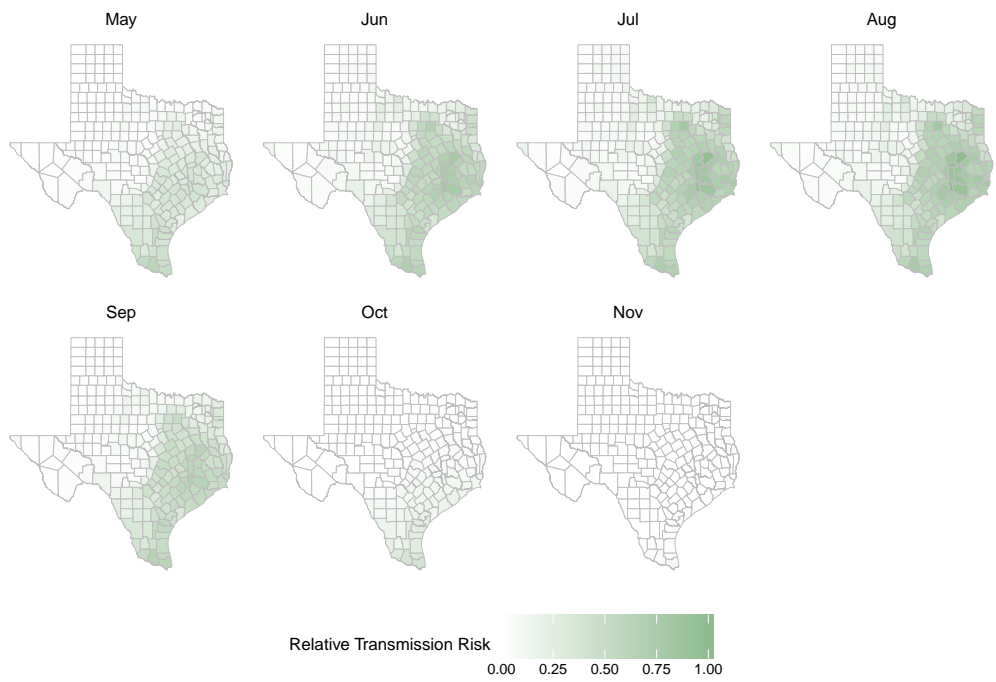 May
Jun
Jul
Aug
Sep
Oct
Nov
Relative Transmission Risk
0.00 0.25 0.50 0.75 1.00